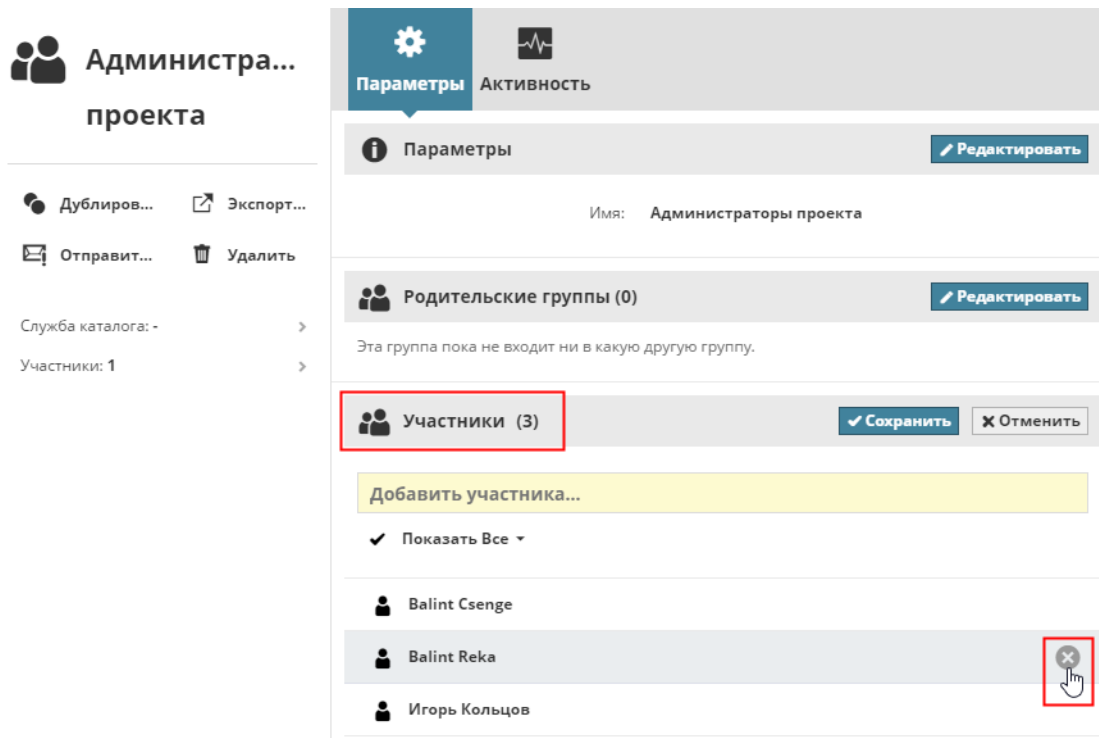 Администра...
проекта
Дублиров...
Экспорт...
Отправит...
Удалить
Служба каталога: -
Участники: 1
Параметры
Активность
Параметры
Редактировать
Имя: Администраторы проекта
Родительские группы (0)
Редактировать
Эта группа пока не входит ни в какую другую группу.
Участники (3)
Сохранить
Отменить
Добавить участника...
Показать Все
Balint Csenge
Balint Reka
Игорь Кольцов